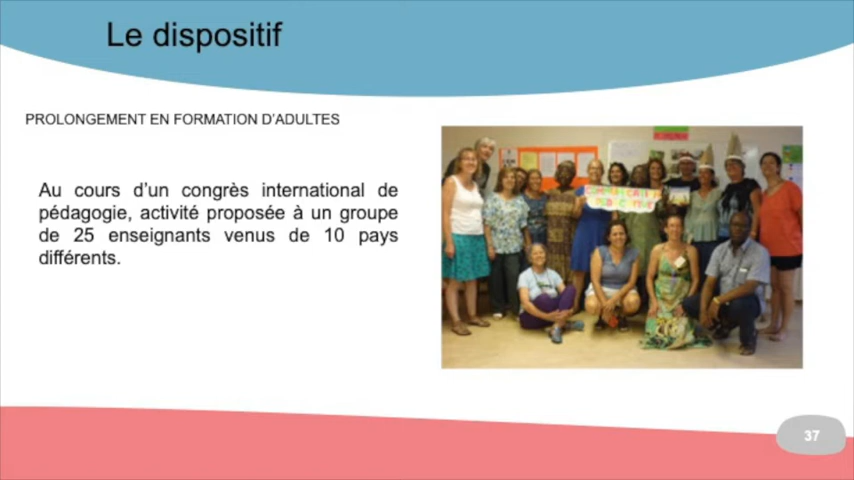 Le dispositif
PROLONGEMENT EN FORMATION D'ADULTES
Au cours d'un congrès international de
pédagogie, activité proposée à un groupe
de 25 enseignants venus de 10 pays
différents.
37